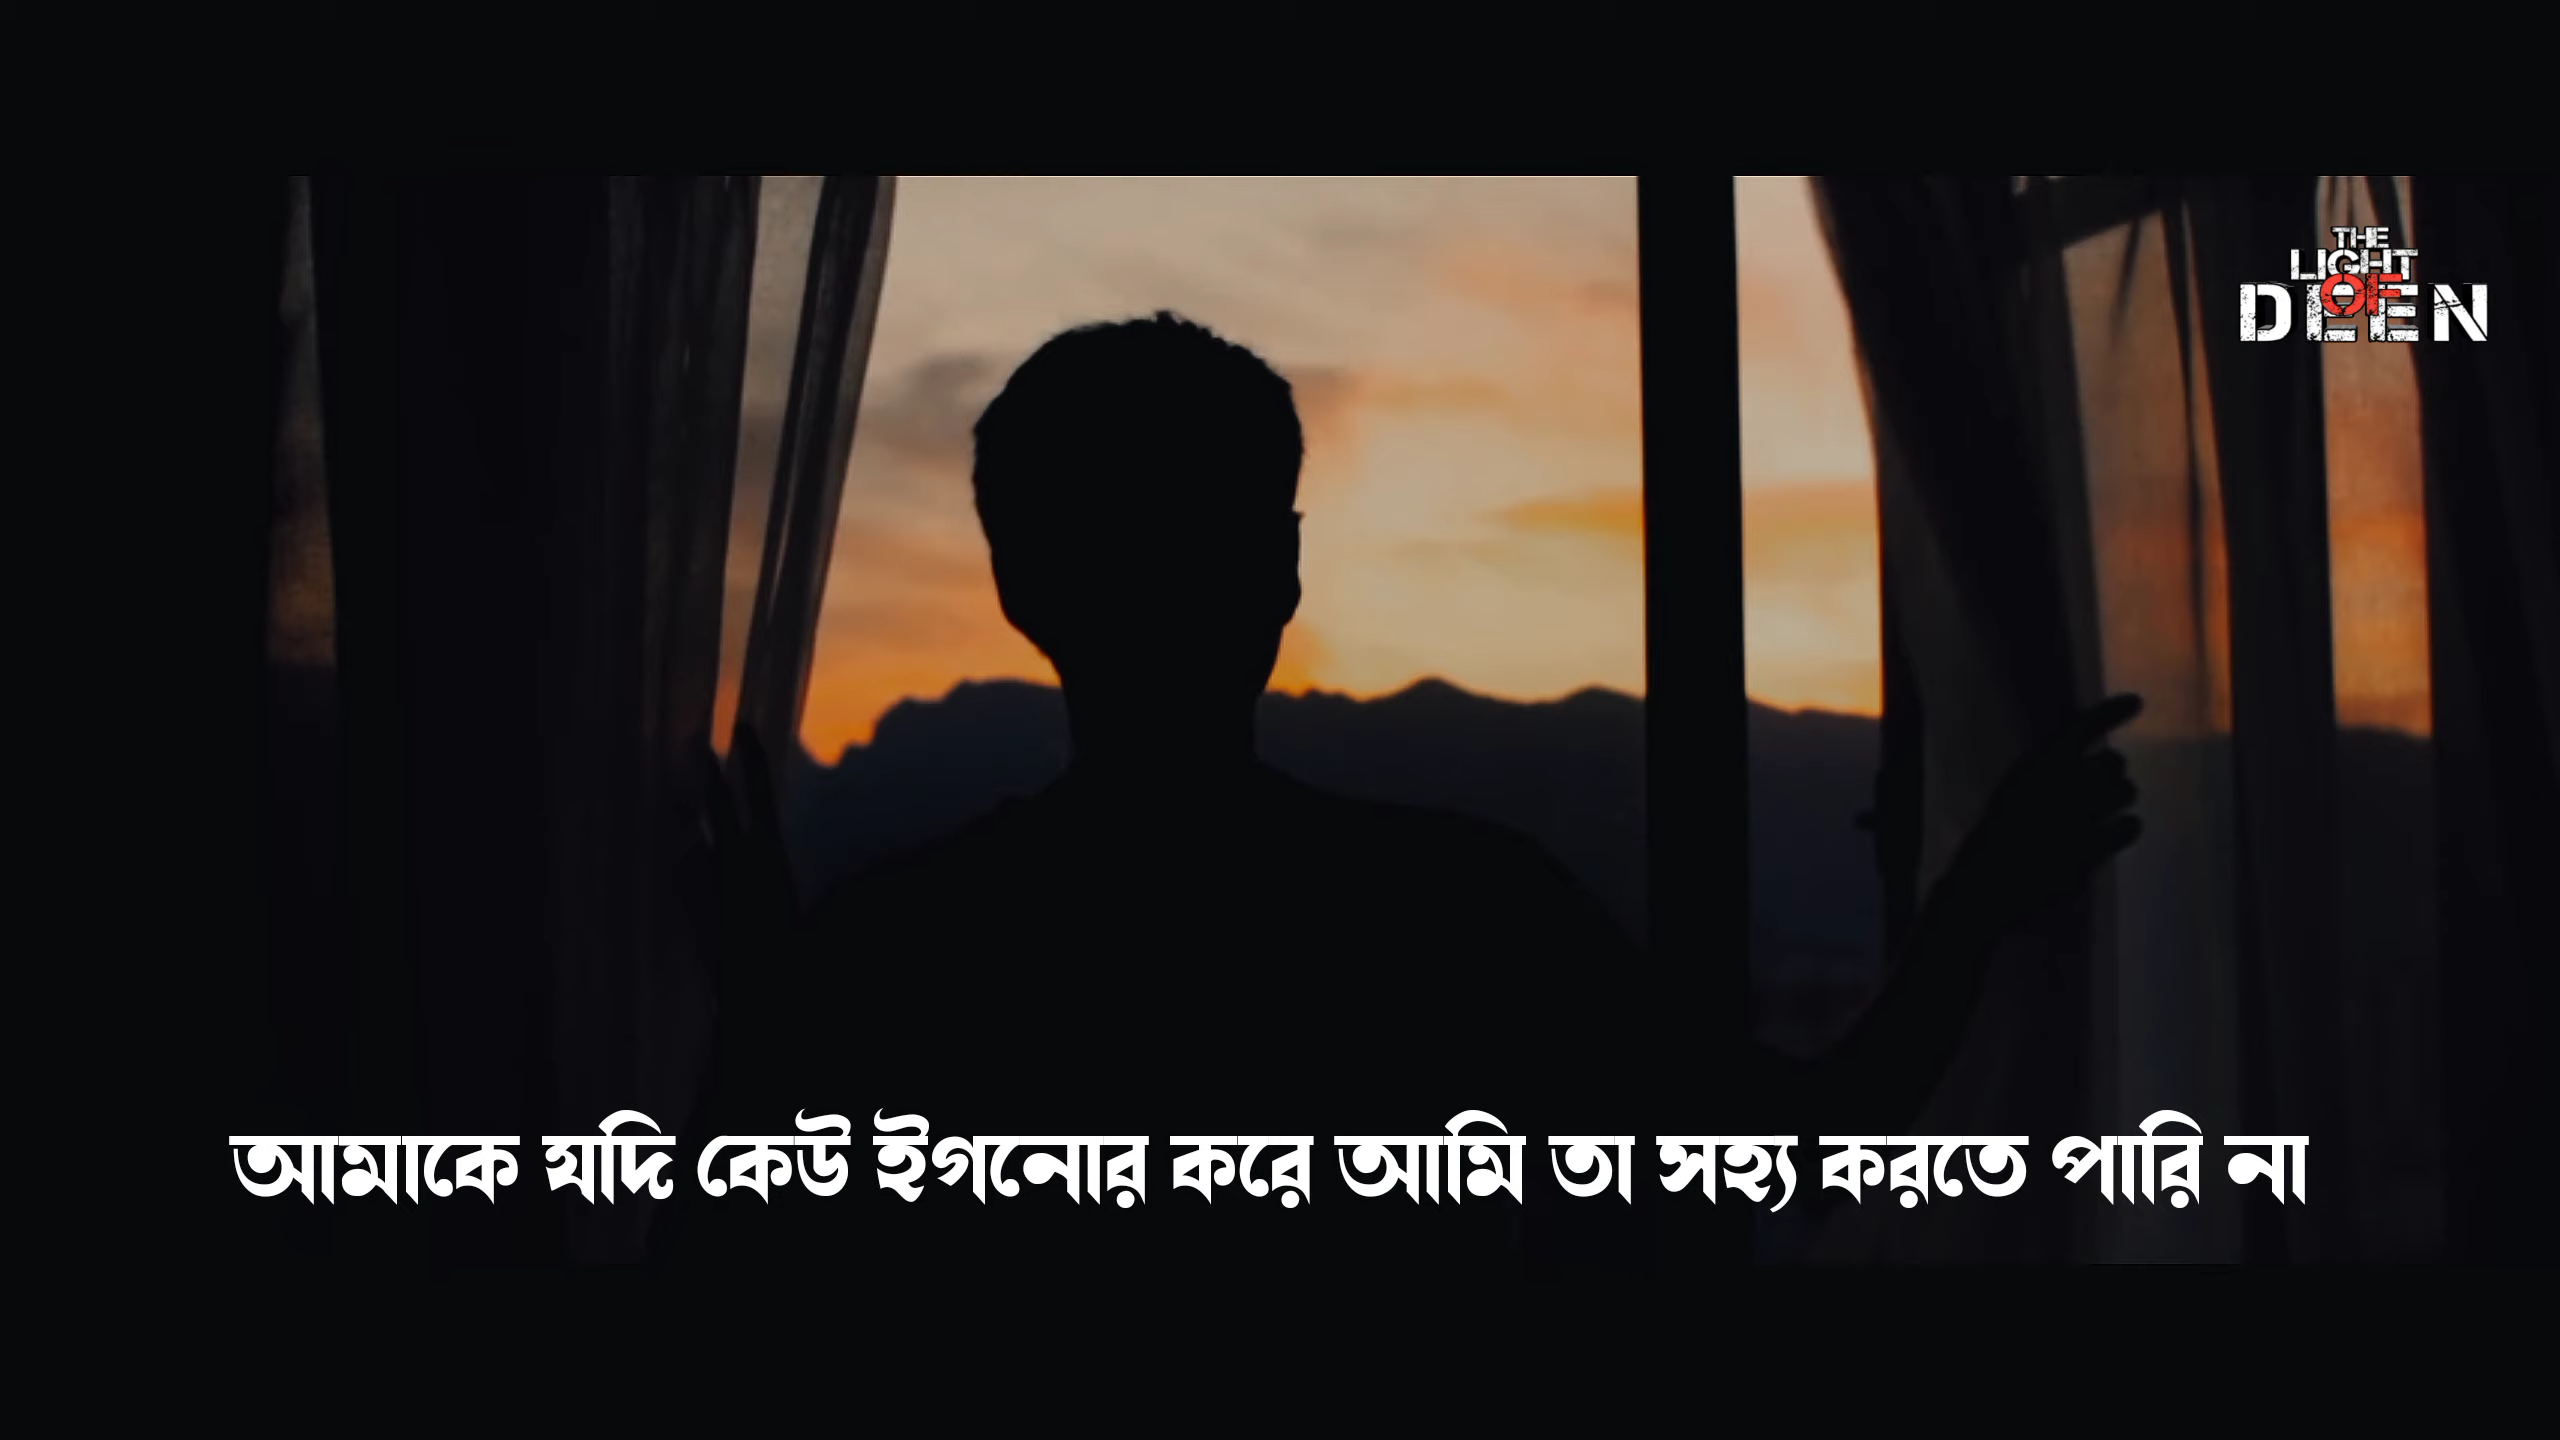 THE
LIGHT
OF
DEEN
আমাকে যদি কেউ ইগনোর করে আমি তা সহ্য করতে পারি না